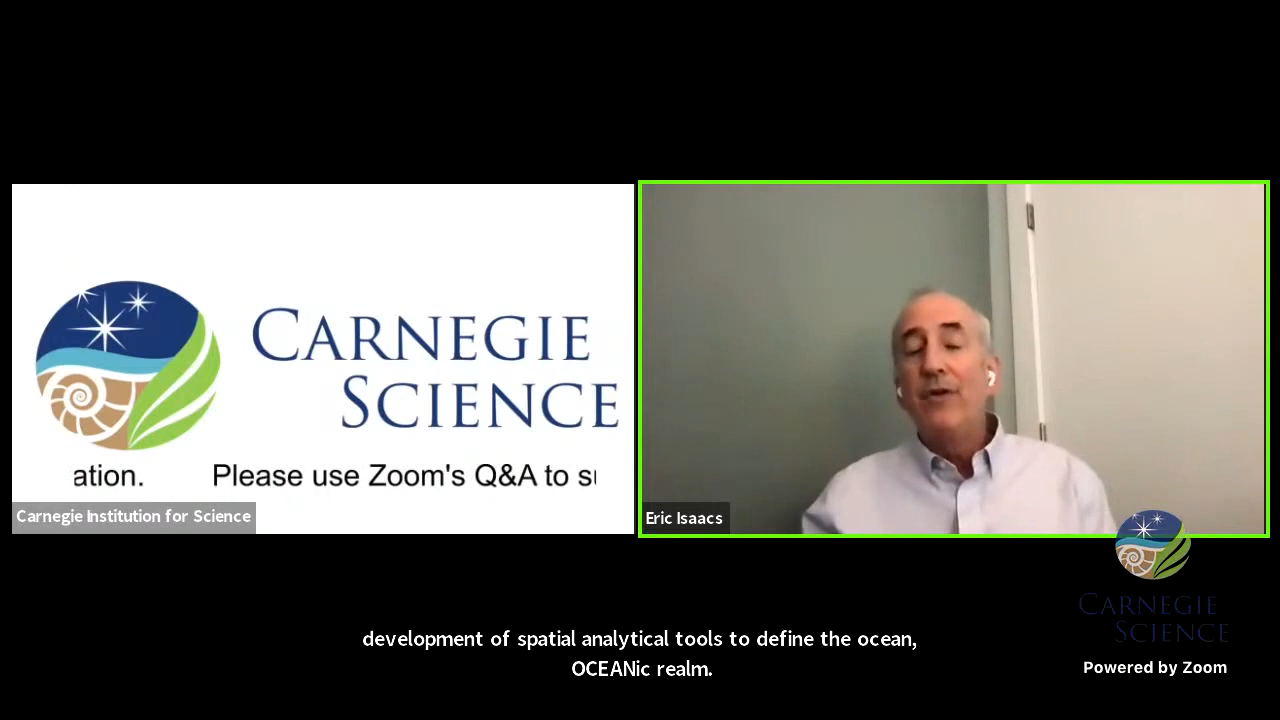 CARNEGIE
SCIENCE
ation. Please use Zoom's Q&A to su
Carnegie Institution for Science
Eric Isaacs
development of spatial analytical tools to define the ocean,
OCEANic realm.
CARNEGIE
SCIENCE
Powered by Zoom